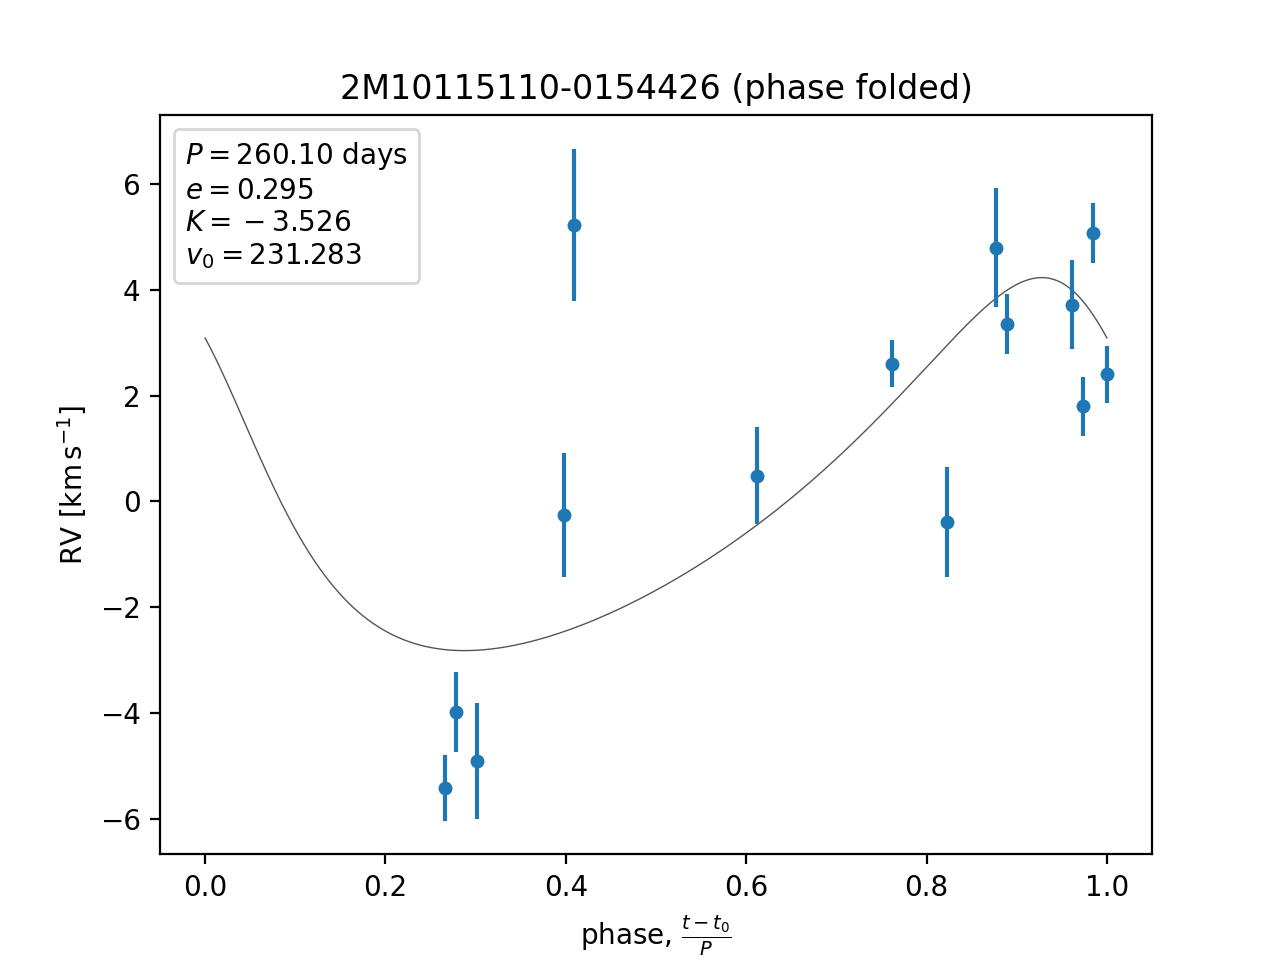 2M10115110-0154426 (phase folded)
P = 260.10 days
e = 0.295
K = −3.526
v₀ = 231.283
RV [km s⁻¹]
6
4
2
0
−2
−4
−6
0.0 0.2 0.4 0.6 0.8 1.0
phase, (t − t₀)/P